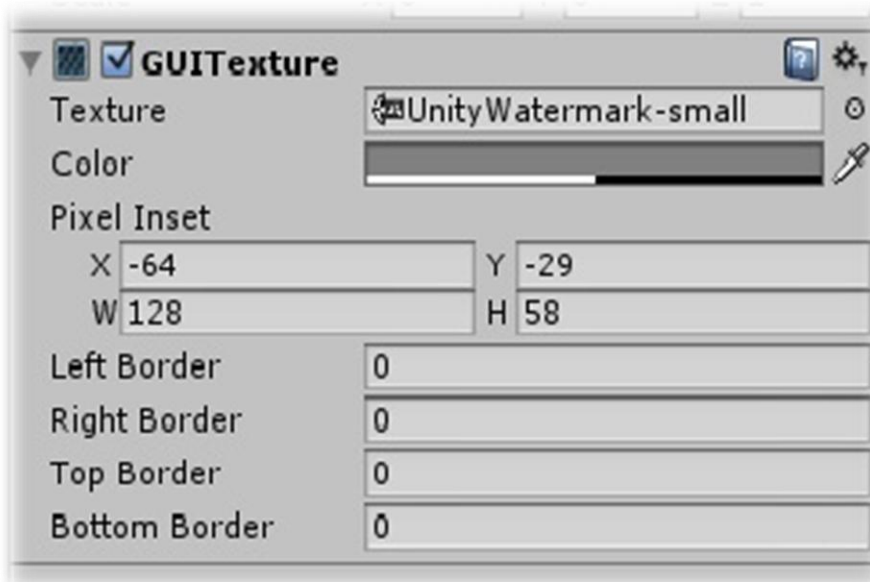 GUITexture
Texture UnityWatermark-small
Color
Pixel Inset
X -64 Y -29
W 128 H 58
Left Border 0
Right Border 0
Top Border 0
Bottom Border 0